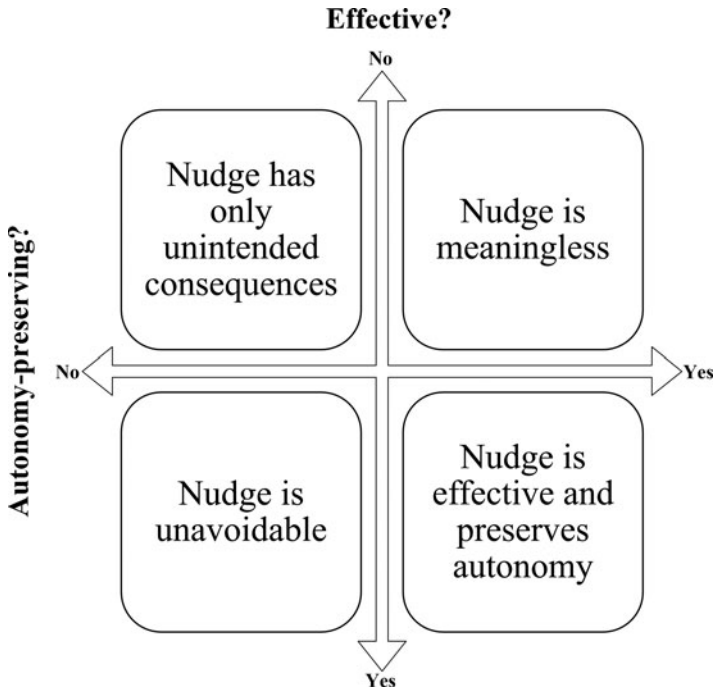 Effective?
No
Nudge has
only
unintended
consequences
Nudge is
meaningless
Autonomy-preserving?
No
Yes
Nudge is
unavoidable
Nudge is
effective and
preserves
autonomy
Yes